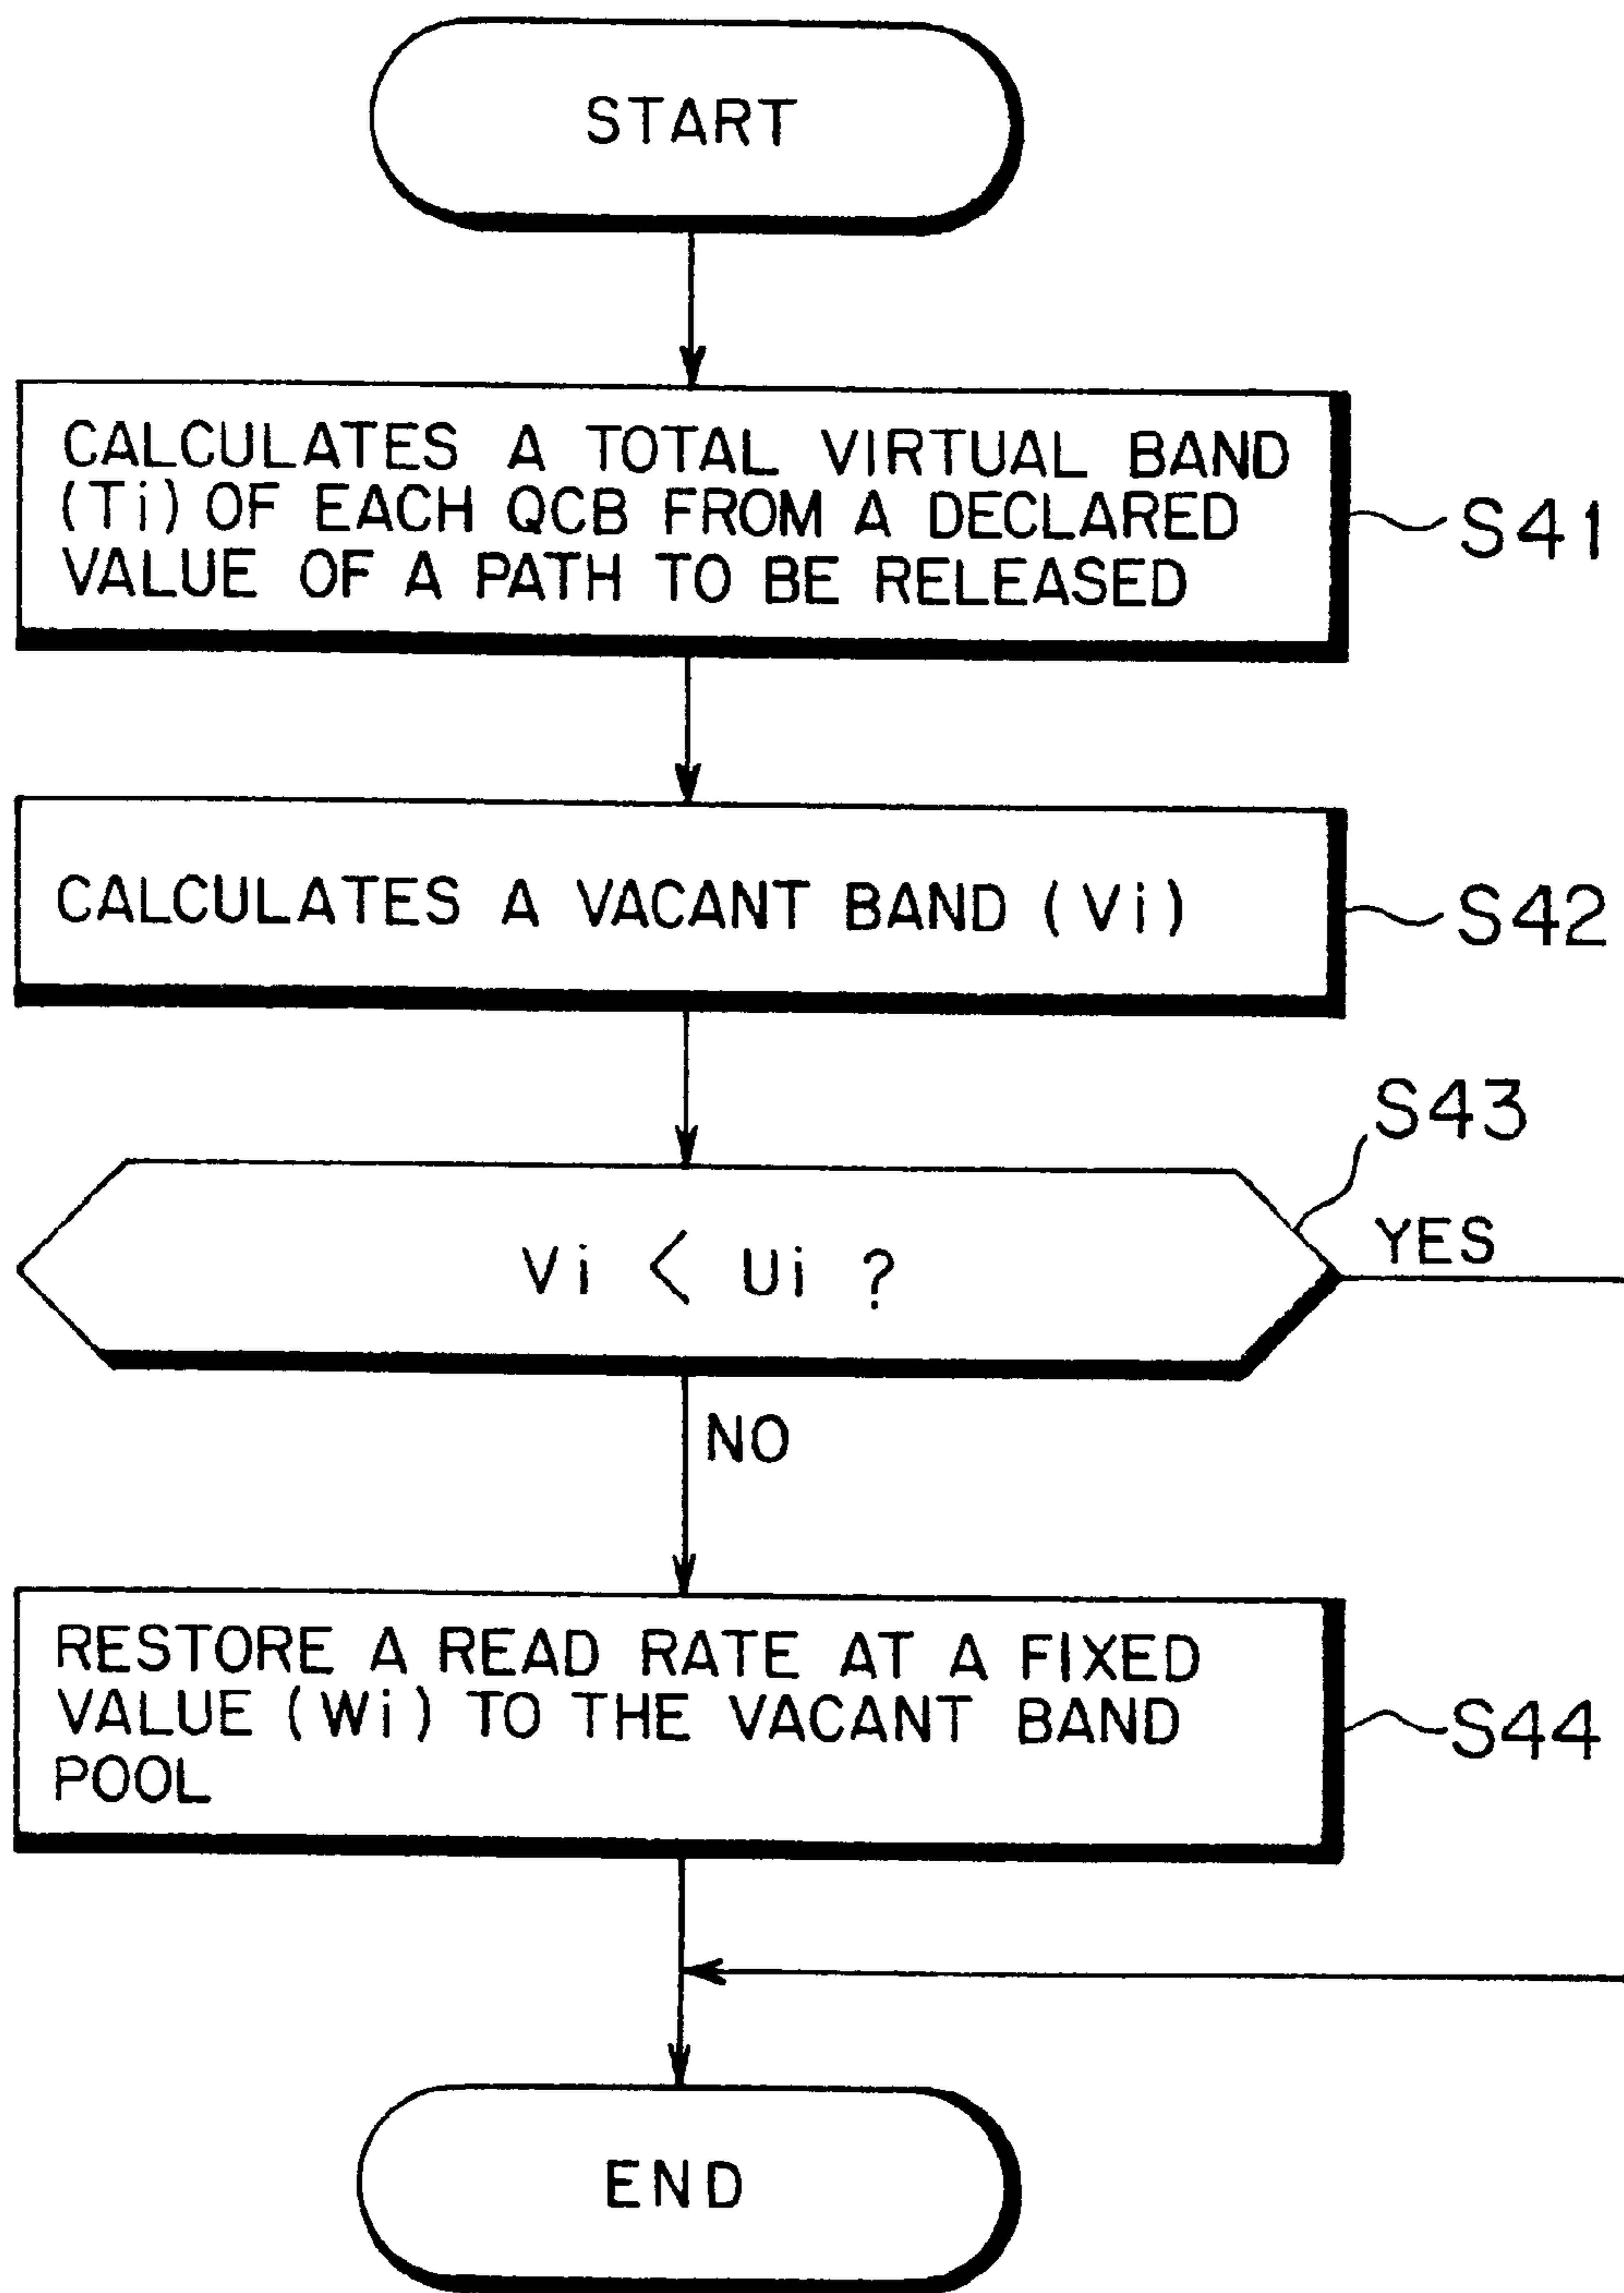 START
CALCULATES A TOTAL VIRTUAL BAND
(Ti) OF EACH QCB FROM A DECLARED
VALUE OF A PATH TO BE RELEASED
S41
CALCULATES A VACANT BAND (Vi)
S42
S43
Vi < Ui ?
YES
NO
RESTORE A READ RATE AT A FIXED
VALUE (Wi) TO THE VACANT BAND
POOL
S44
END